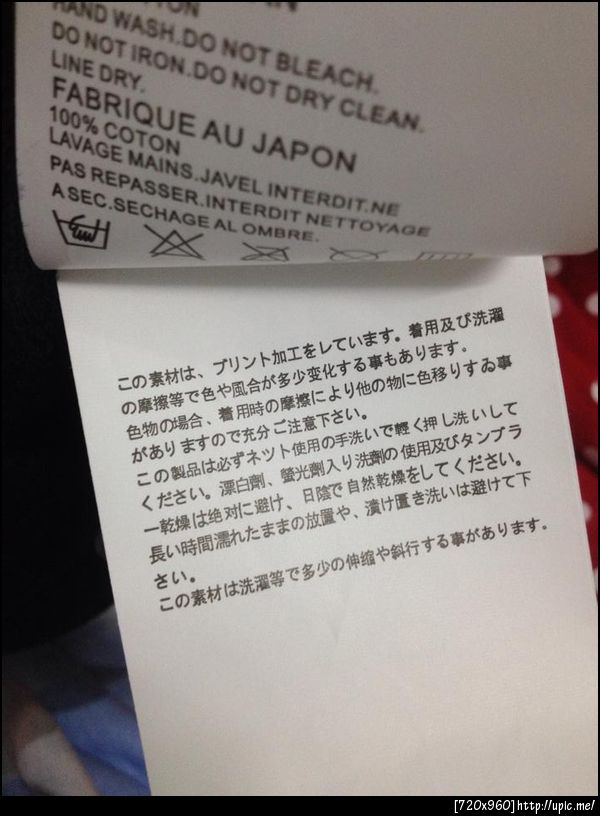 HAND WASH.DO NOT BLEACH.
DO NOT IRON.DO NOT DRY CLEAN.
LINE DRY.
FABRIQUE AU JAPON
100% COTON
LAVAGE MAINS.JAVEL INTERDIT.NE
PAS REPASSER.INTERDIT NETTOYAGE
A SEC.SECHAGE AL OMBRE.
この素材は、プリント加工をしています。着用及び洗濯
の摩擦等で色や風合が多少変化する事もあります。
色物の場合、着用時の摩擦により他の物に色移りすゐ事
がありますので充分ご注意下さい。
この製品は必ずネツト使用の手洗いで輕く押し洗いして
ください。漂白劑、螢光劑入り洗劑の使用及びタンブラ
ー乾燥は绝対に避け、日陰で自然乾燥をしてください。
長い時間濡れたままの放置や、漬け置き洗いは避けて下
さい。
この素材は洗濯等で多少の伸缩や斜行する事があります。
[720x960]http://upic.me/